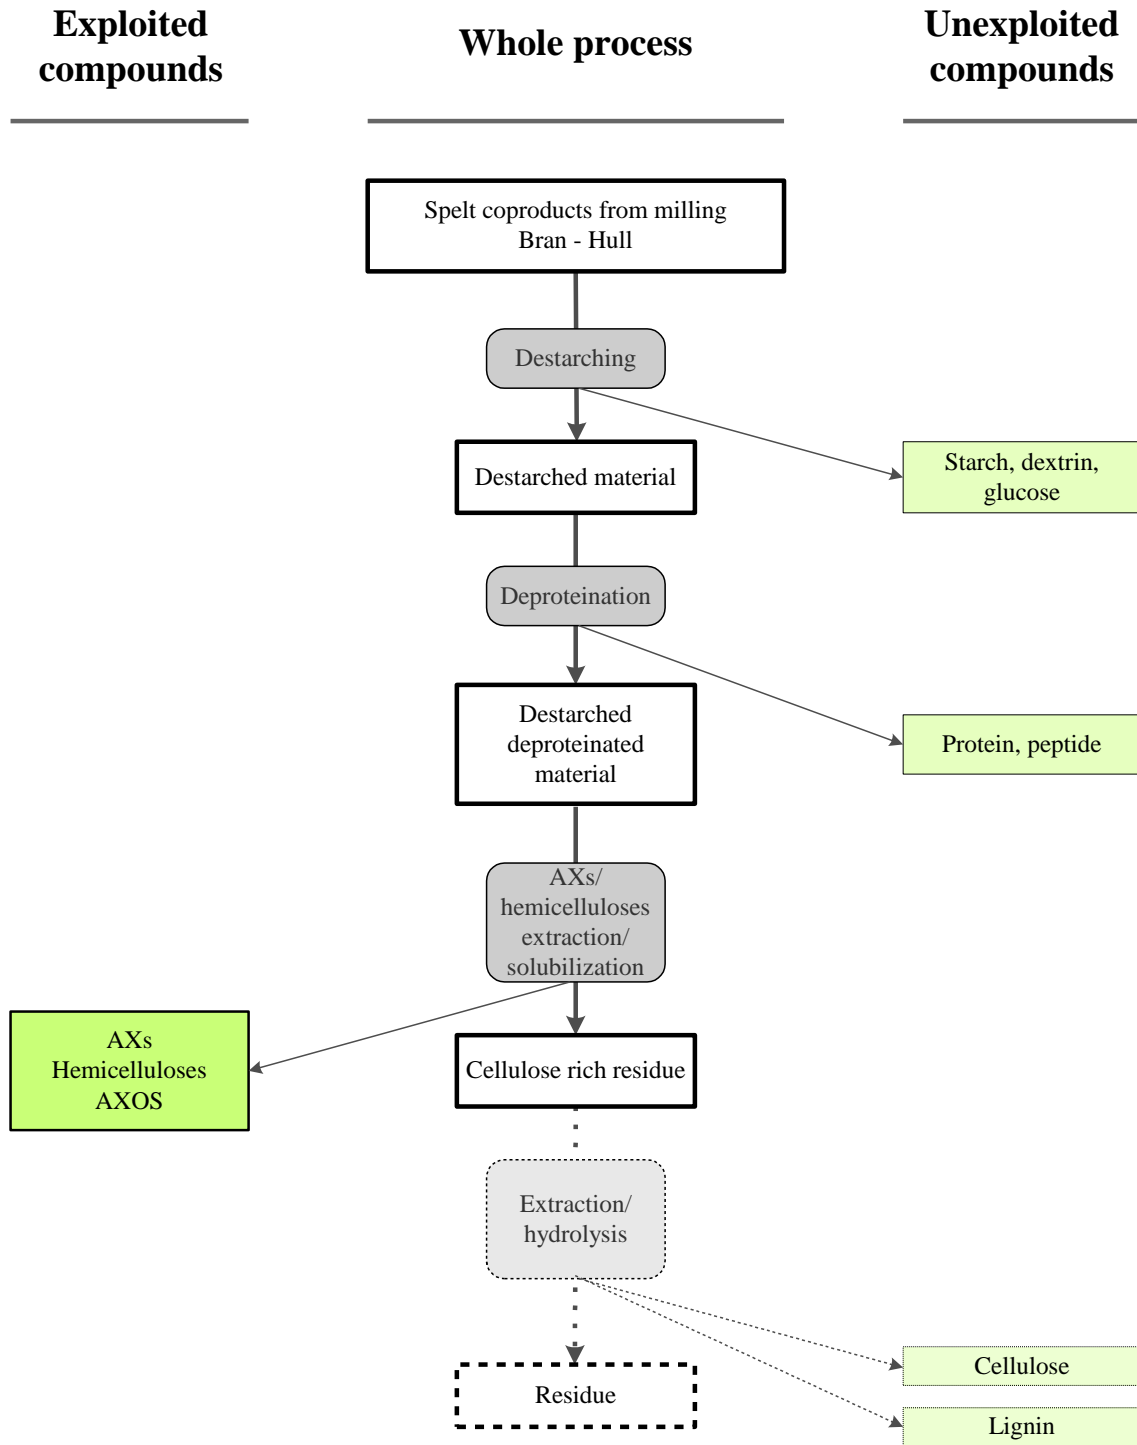 Exploited
compounds
Whole process
Unexploited
compounds
Spelt coproducts from milling
Bran - Hull
Destarching
Destarched material
Starch, dextrin,
glucose
Deproteination
Destarched
deproteinated
material
Protein, peptide
AXs/
hemicelluloses
extraction/
solubilization
AXs
Hemicelluloses
AXOS
Cellulose rich residue
Extraction/
hydrolysis
Cellulose
Residue
Lignin